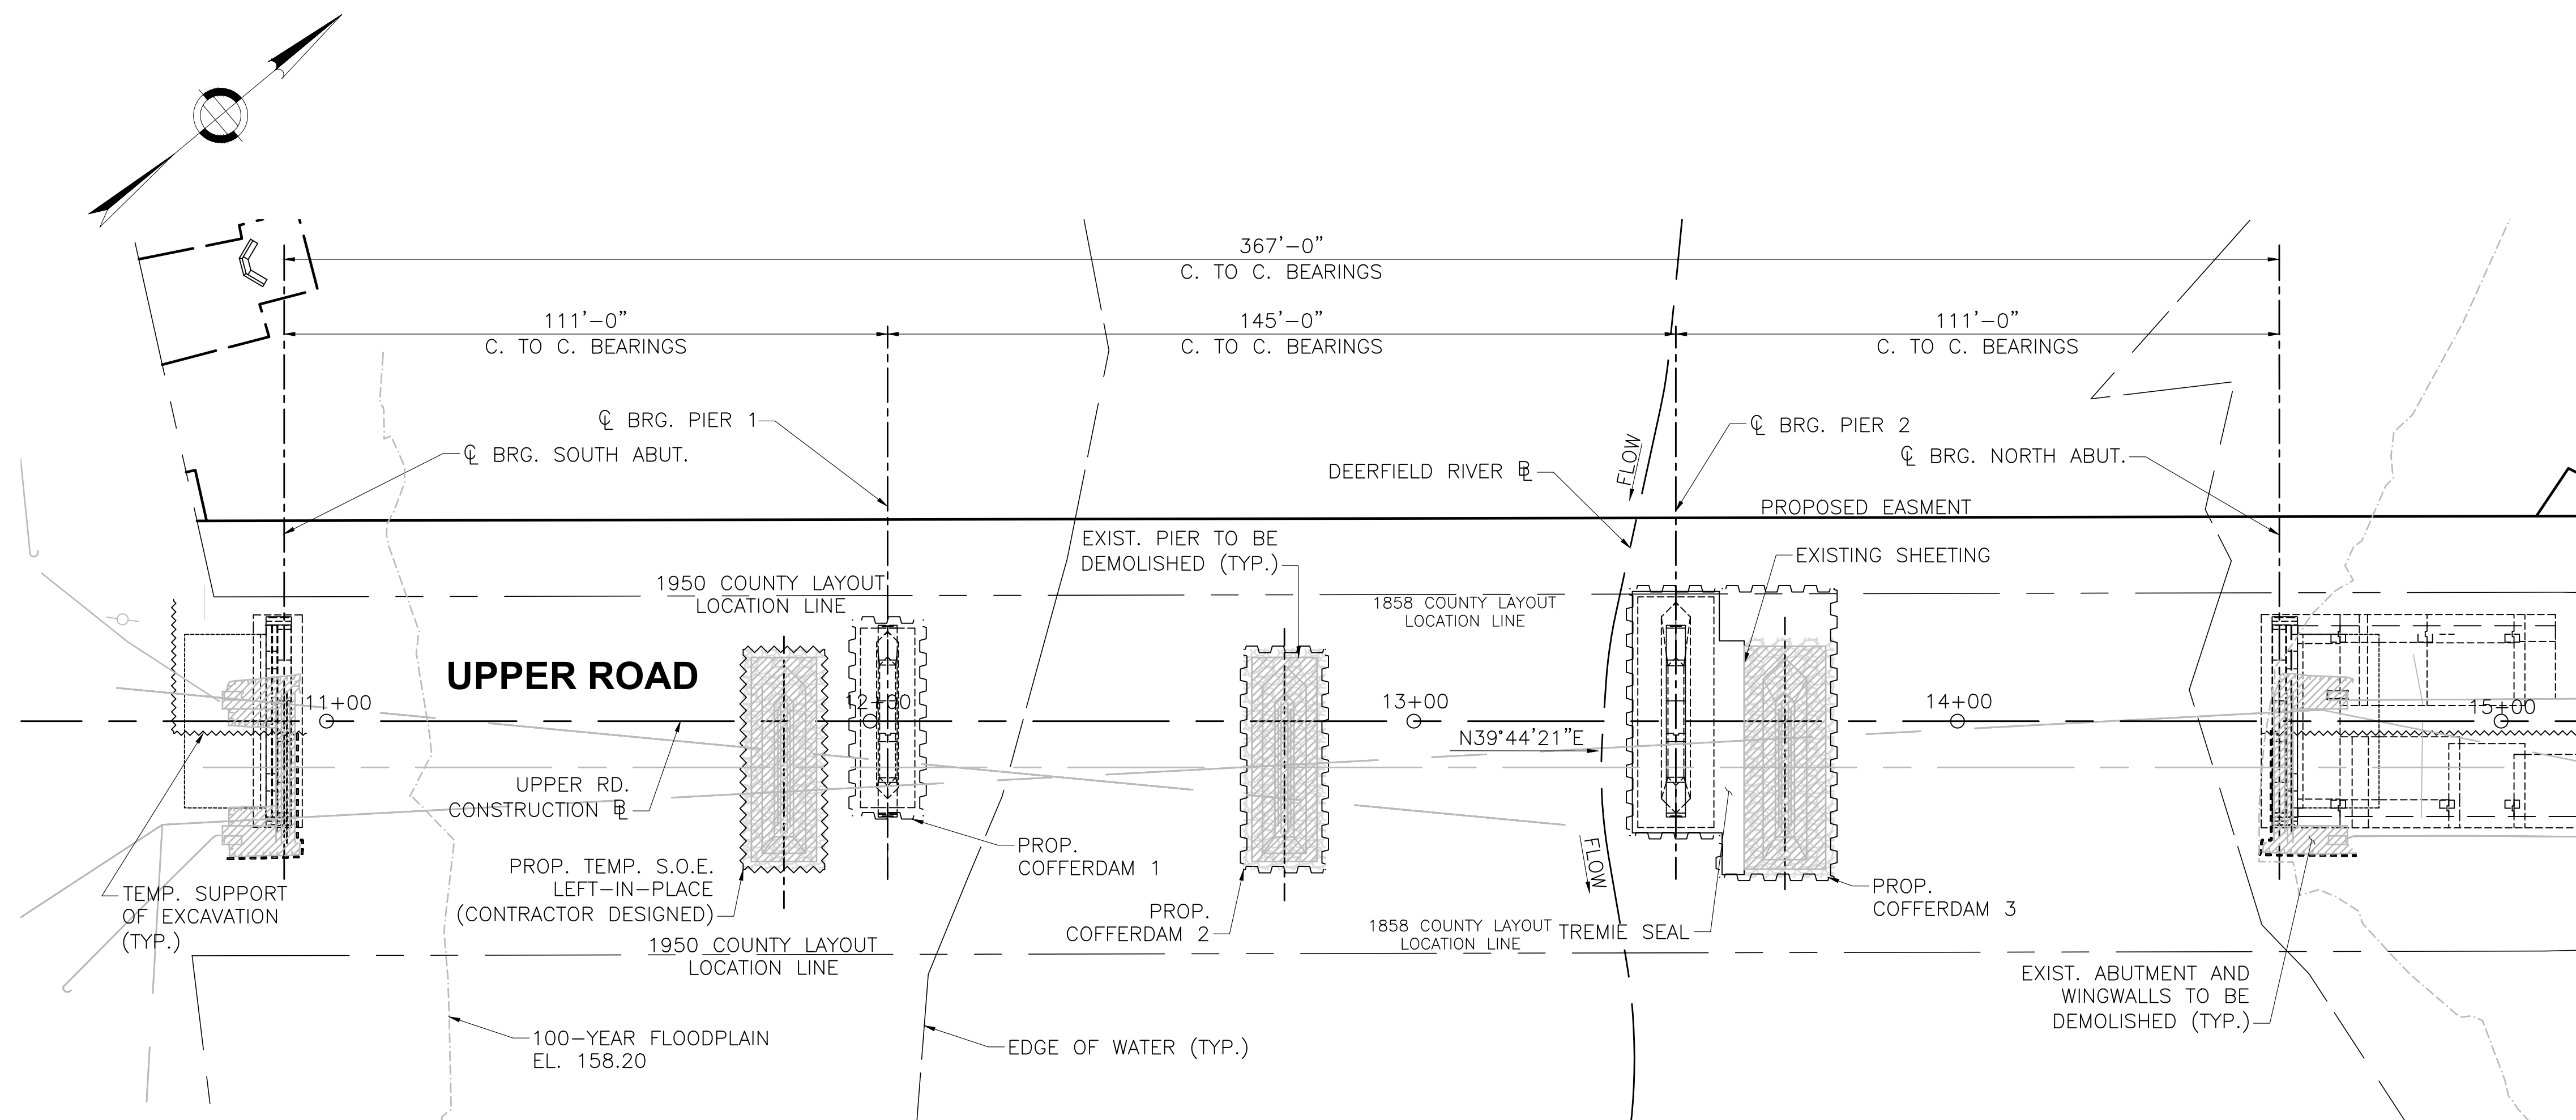 367'-0"
C. TO C. BEARINGS
111'-0"
C. TO C. BEARINGS
145'-0"
C. TO C. BEARINGS
111'-0"
C. TO C. BEARINGS
℄ BRG. PIER 1
℄ BRG. SOUTH ABUT.
℄ BRG. PIER 2
℄ BRG. NORTH ABUT.
DEERFIELD RIVER BL
FLOW
PROPOSED EASMENT
EXIST. PIER TO BE
DEMOLISHED (TYP.)
EXISTING SHEETING
1950 COUNTY LAYOUT
LOCATION LINE
1858 COUNTY LAYOUT
LOCATION LINE
UPPER ROAD
11+00
12+00
13+00
14+00
15+00
N39°44'21"E
UPPER RD.
CONSTRUCTION BL
PROP. TEMP. S.O.E.
LEFT-IN-PLACE
(CONTRACTOR DESIGNED)
PROP.
COFFERDAM 1
FLOW
TEMP. SUPPORT
OF EXCAVATION
(TYP.)
PROP.
COFFERDAM 2
PROP.
COFFERDAM 3
1950 COUNTY LAYOUT
LOCATION LINE
1858 COUNTY LAYOUT
LOCATION LINE
TREMIE SEAL
EXIST. ABUTMENT AND
WINGWALLS TO BE
DEMOLISHED (TYP.)
100-YEAR FLOODPLAIN
EL. 158.20
EDGE OF WATER (TYP.)